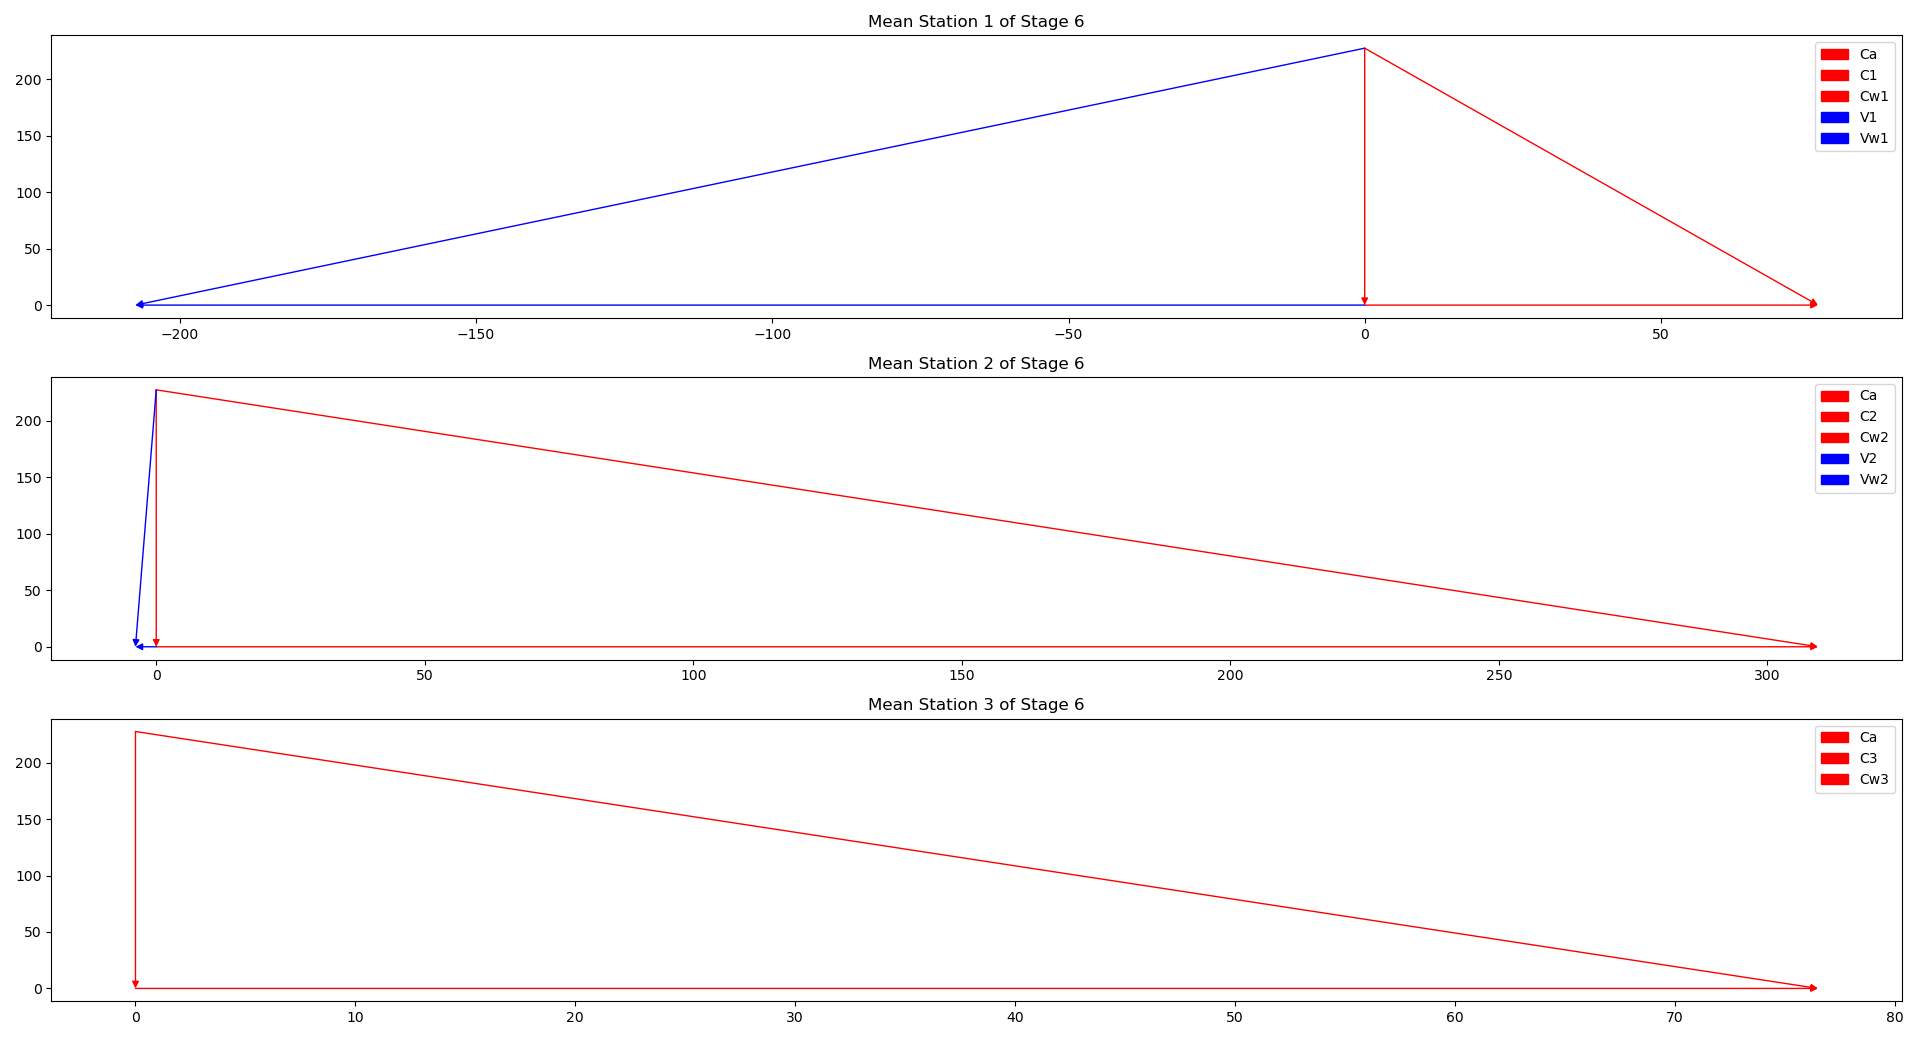 Mean Station 1 of Stage 6
200
150
100
50
0
−200 −150 −100 −50 0 50
Ca
C1
Cw1
V1
Vw1
Mean Station 2 of Stage 6
200
150
100
50
0
0 50 100 150 200 250 300
Ca
C2
Cw2
V2
Vw2
Mean Station 3 of Stage 6
200
150
100
50
0
0 10 20 30 40 50 60 70 80
Ca
C3
Cw3